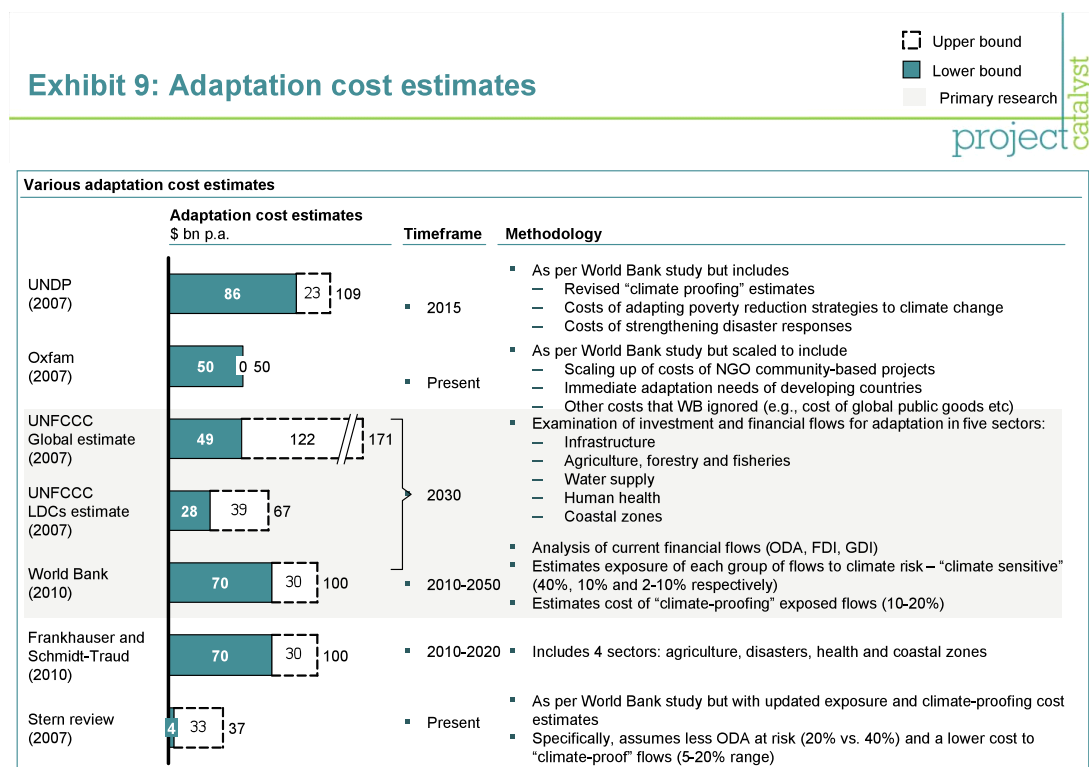 Upper bound
Lower bound
Primary research
Exhibit 9: Adaptation cost estimates
project catalyst
Various adaptation cost estimates
Adaptation cost estimates
$ bn p.a.
Timeframe
Methodology
UNDP
(2007)
86
23
109
▪ 2015
▪ As per World Bank study but includes
– Revised “climate proofing” estimates
– Costs of adapting poverty reduction strategies to climate change
– Costs of strengthening disaster responses
Oxfam
(2007)
50
0
50
▪ Present
▪ As per World Bank study but scaled to include
– Scaling up of costs of NGO community-based projects
– Immediate adaptation needs of developing countries
– Other costs that WB ignored (e.g., cost of global public goods etc)
UNFCCC
Global estimate
(2007)
49
122
171
▪ 2030
▪ Examination of investment and financial flows for adaptation in five sectors:
– Infrastructure
– Agriculture, forestry and fisheries
– Water supply
– Human health
– Coastal zones
UNFCCC
LDCs estimate
(2007)
28
39
67
World Bank
(2010)
70
30
100
▪ 2010-2050
▪ Analysis of current financial flows (ODA, FDI, GDI)
▪ Estimates exposure of each group of flows to climate risk – “climate sensitive”
(40%, 10% and 2-10% respectively)
▪ Estimates cost of “climate-proofing” exposed flows (10-20%)
Frankhauser and
Schmidt-Traud
(2010)
70
30
100
▪ 2010-2020
▪ Includes 4 sectors: agriculture, disasters, health and coastal zones
Stern review
(2007)
4
33
37
▪ Present
▪ As per World Bank study but with updated exposure and climate-proofing cost
estimates
▪ Specifically, assumes less ODA at risk (20% vs. 40%) and a lower cost to
“climate-proof” flows (5-20% range)